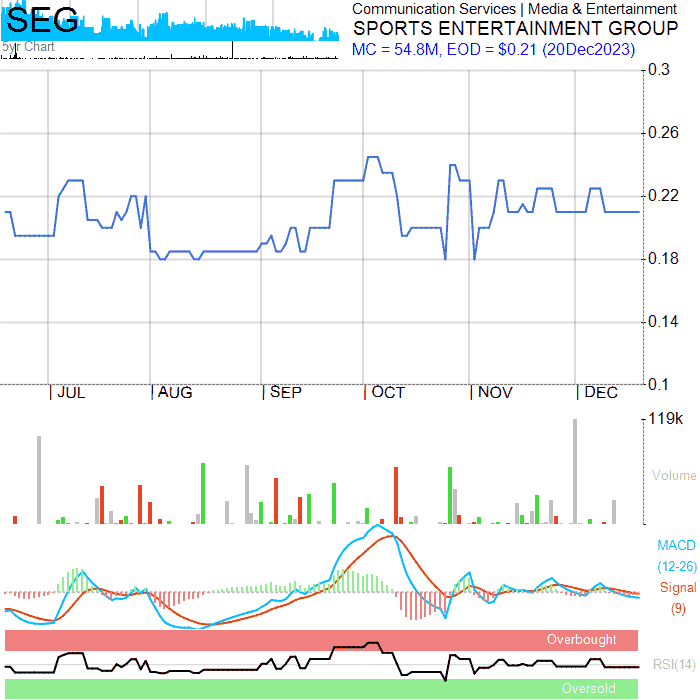 SEG
5yr Chart
Communication Services | Media & Entertainment
SPORTS ENTERTAINMENT GROUP
MC = 54.8M, EOD = $0.21 (20Dec2023)
0.3
0.26
0.22
0.18
0.14
0.1
JUL
AUG
SEP
OCT
NOV
DEC
119k
Volume
MACD
(12-26)
Signal
(9)
Overbought
RSI(14)
Oversold